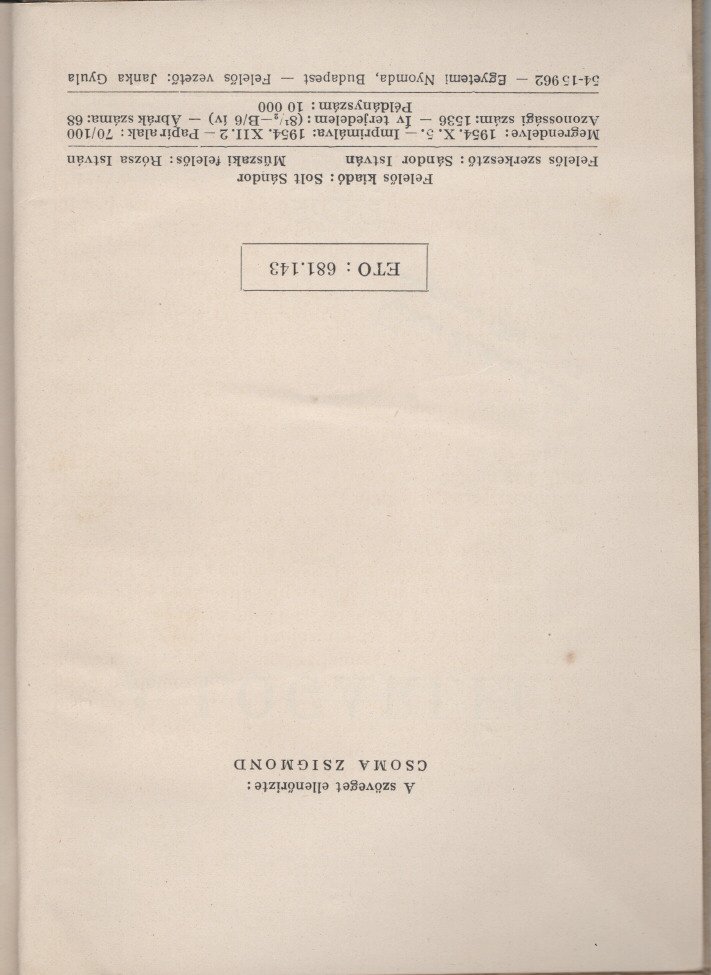 A szöveget ellenőrizte:
CSOMA ZSIGMOND
ETO : 681.143
Felelős kiadó: Solt Sándor
Felelős szerkesztő: Sándor István Műszaki felelős: Rózsa István
Megrendelve: 1954. X. 5. — Imprimálva: 1954. XII. 2 — Papíralak: 70/100
Azonossági szám: 1536 — Ív terjedelem: (8½—B/6 ív) — Ábrák száma: 68
Példányszám: 10 000
54-15962 — Egyetemi Nyomda, Budapest — Felelős vezető: Janka Gyula